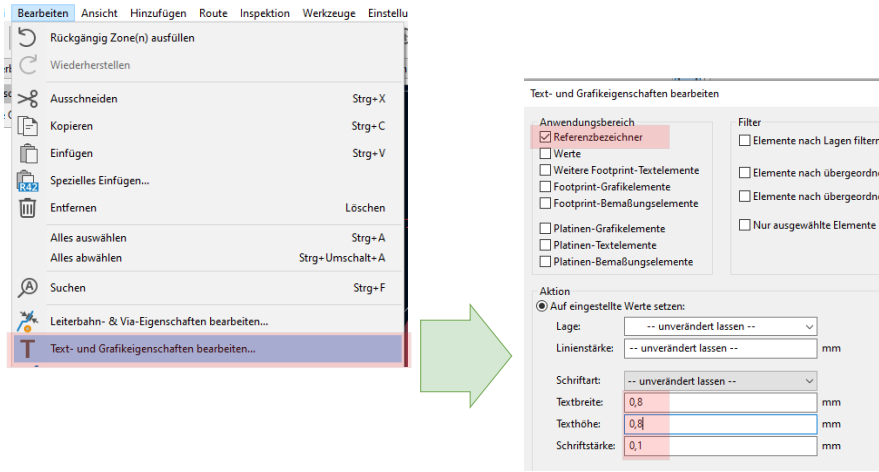 Bearbeiten Ansicht Hinzufügen Route Inspektion Werkzeuge
Rückgängig Zone(n) ausfüllen
Wiederherstellen
Ausschneiden Strg+X
Kopieren Strg+C
Einfügen Strg+V
R42 Spezielles Einfügen...
Entfernen Löschen
Alles auswählen Strg+A
Alles abwählen Strg+Umschalt+A
Suchen Strg+F
Leiterbahn- & Via-Eigenschaften bearbeiten...
T Text- und Grafikeigenschaften bearbeiten...
Text- und Grafikeigenschaften bearbeiten
Anwendungsbereich
Referenzbezeichner
Werte
Weitere Footprint-Textelemente
Footprint-Grafikelemente
Footprint-Bemaßungselemente
Platinen-Grafikelemente
Platinen-Textelemente
Platinen-Bemaßungselemente
Filter
Elemente nach Lagen filtern
Elemente nach
Elemente nach
Nur ausgewählte Elemente
Aktion
Auf eingestellte Werte setzen:
Lage: -- unverändert lassen --
Linienstärke: -- unverändert lassen -- mm
Schriftart: -- unverändert lassen --
Textbreite: 0,8 mm
Texthöhe: 0,8 mm
Schriftstärke: 0,1 mm